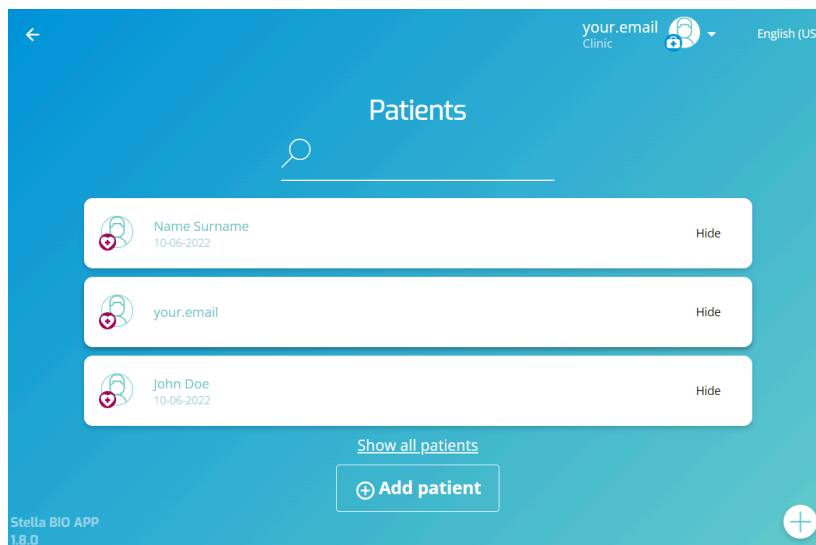 your.email
Clinic
English (US
Patients
Name Surname
10-06-2022
Hide
your.email
Hide
John Doe
10-06-2022
Hide
Show all patients
Add patient
Stella BIO APP
1.8.0